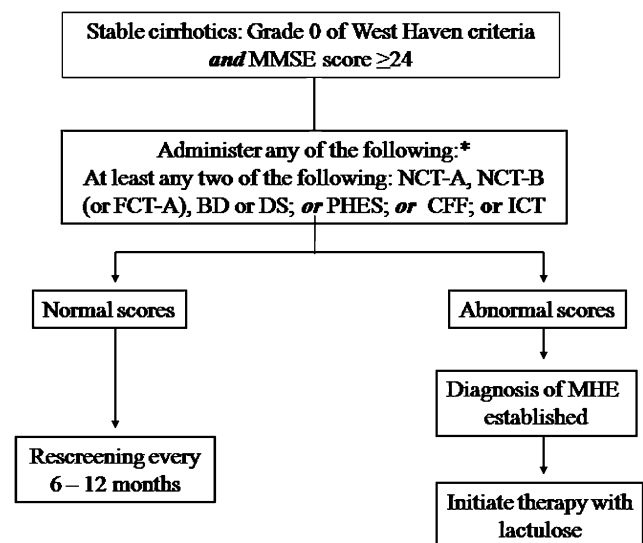 Stable cirrhotics: Grade 0 of West Haven criteria
and MMSE score ≥24
Administer any of the following:*
At least any two of the following: NCT-A, NCT-B
(or FCT-A), BD or DS; or PHES; or CFF; or ICT
Normal scores
Abnormal scores
Diagnosis of MHE
established
Rescreening every
6 – 12 months
Initiate therapy with
lactulose